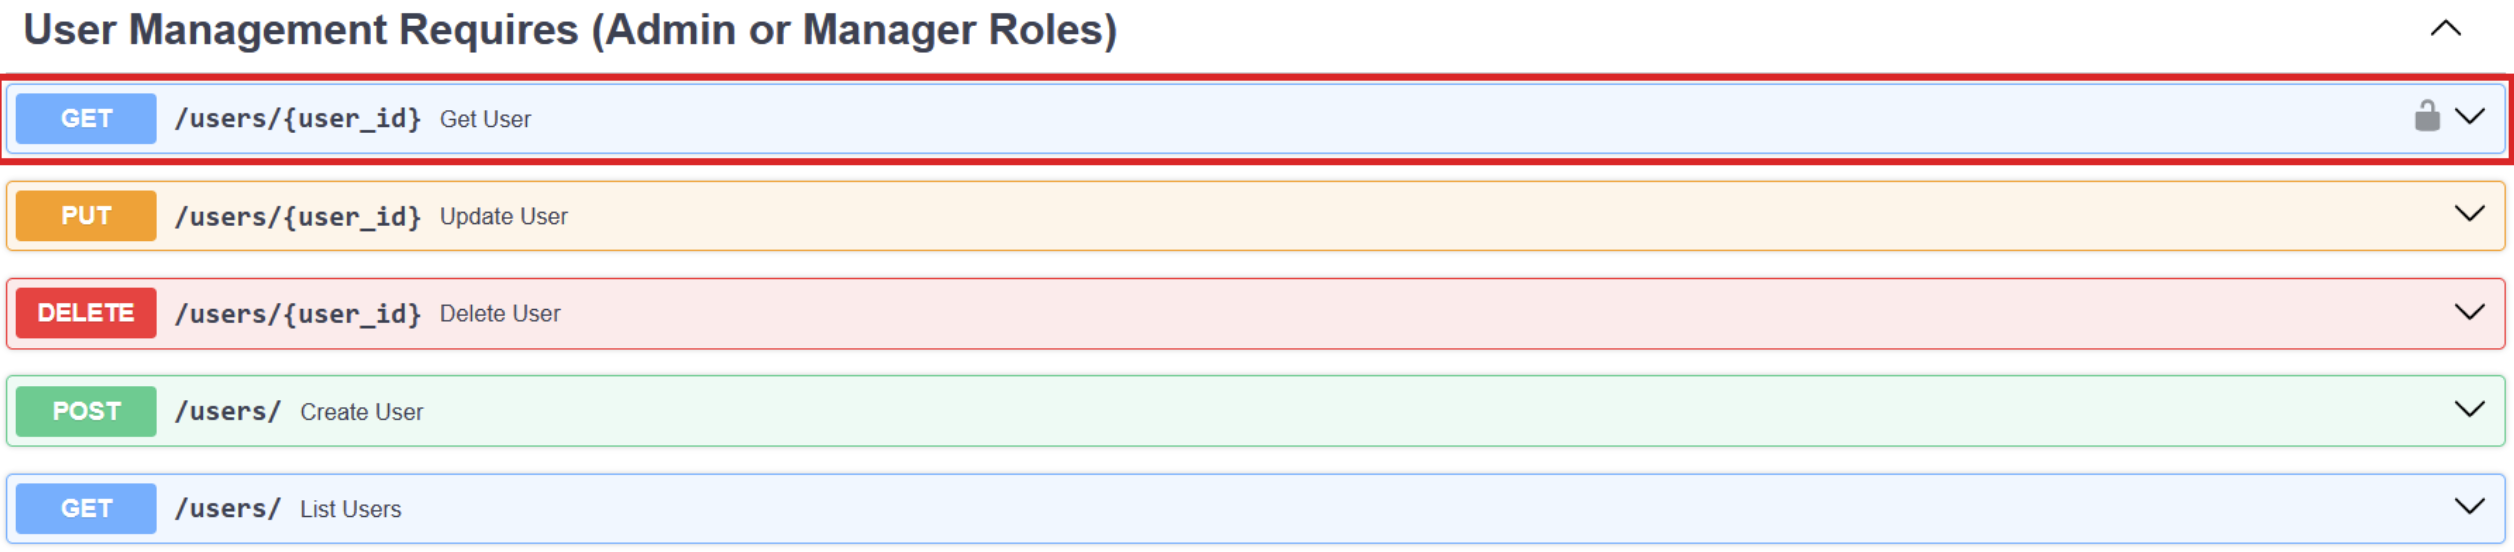 User Management Requires (Admin or Manager Roles)
GET /users/{user_id} Get User
PUT /users/{user_id} Update User
DELETE /users/{user_id} Delete User
POST /users/ Create User
GET /users/ List Users